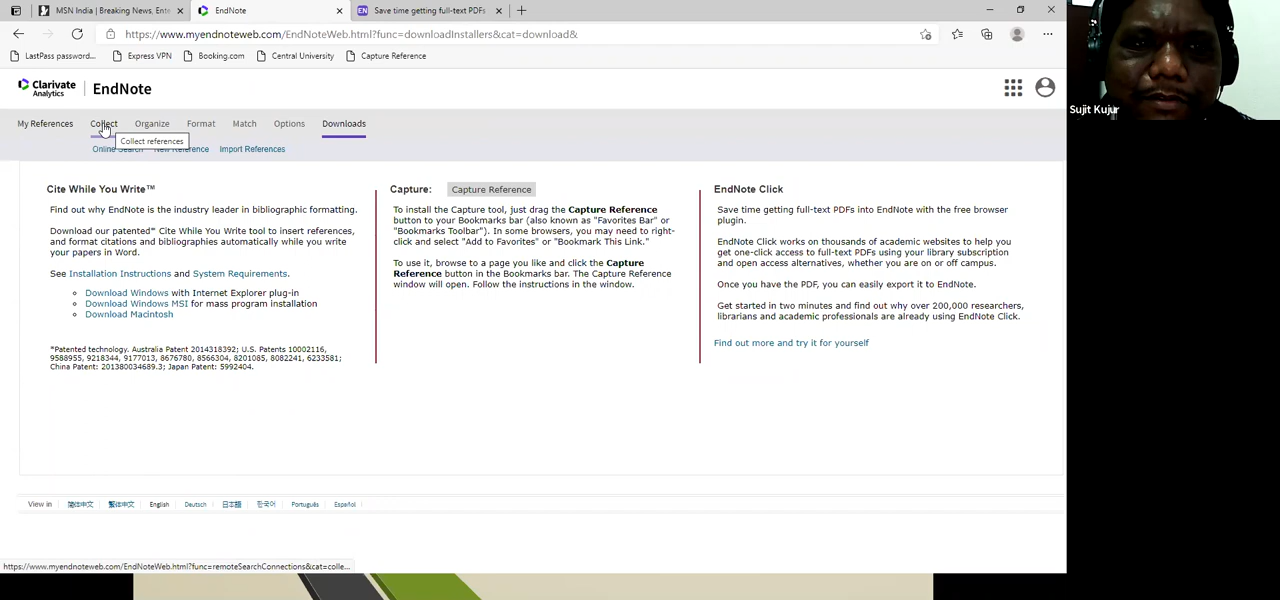 MSN India | Breaking News, Ente
EndNote
EN Save time getting full-text PDFs
https://www.myendnoteweb.com/EndNoteWeb.html?func=downloadInstallers&cat=download&
LastPass password...
Express VPN
Booking.com
Central University
Capture Reference
Clarivate
Analytics
EndNote
My References
Collect
Organize
Format
Match
Options
Downloads
Collect references
Online Search
New Reference
Import References
Cite While You Write™
Find out why EndNote is the industry leader in bibliographic formatting.
Download our patented* Cite While You Write tool to insert references,
and format citations and bibliographies automatically while you write
your papers in Word.
See Installation Instructions and System Requirements.
Download Windows with Internet Explorer plug-in
Download Windows MSI for mass program installation
Download Macintosh
*Patented technology. Australia Patent 2014318392; U.S. Patents 10002116,
9588955, 9218344, 9177013, 8676780, 8566304, 8201085, 8082241, 6233581;
China Patent: 201380034689.3; Japan Patent: 5992404.
Capture: Capture Reference
To install the Capture tool, just drag the Capture Reference
button to your Bookmarks bar (also known as "Favorites Bar" or
"Bookmarks Toolbar"). In some browsers, you may need to right-
click and select "Add to Favorites" or "Bookmark This Link."
To use it, browse to a page you like and click the Capture
Reference button in the Bookmarks bar. The Capture Reference
window will open. Follow the instructions in the window.
EndNote Click
Save time getting full-text PDFs into EndNote with the free browser
plugin.
EndNote Click works on thousands of academic websites to help you
get one-click access to full-text PDFs using your library subscription
and open access alternatives, whether you are on or off campus.
Once you have the PDF, you can easily export it to EndNote.
Get started in two minutes and find out why over 200,000 researchers,
librarians and academic professionals are already using EndNote Click.
Find out more and try it for yourself
View in 简体中文 繁體中文 English Deutsch 日本語 한국어 Português Español
https://www.myendnoteweb.com/EndNoteWeb.html?func=remoteSearchConnections&cat=colle...
Sujit Kujur